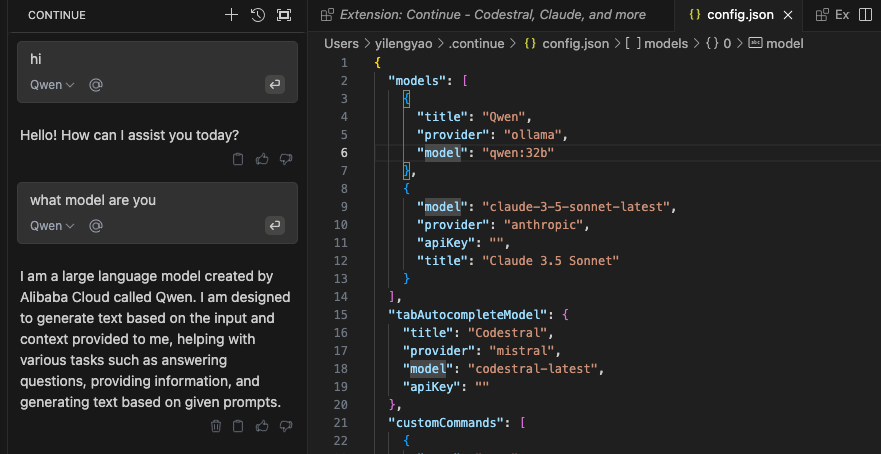 CONTINUE
hi
Qwen
@
Hello! How can I assist you today?
what model are you
Qwen
@
I am a large language model created by
Alibaba Cloud called Qwen. I am designed
to generate text based on the input and
context provided to me, helping with
various tasks such as answering
questions, providing information, and
generating text based on given prompts.
Extension: Continue - Codestral, Claude, and more
{} config.json
Ex
Users > yilengyao > .continue > {} config.json > [ ] models > {} 0 > abc model
1 {
2 "models": [
3 {
4 "title": "Qwen",
5 "provider": "ollama",
6 "model": "qwen:32b"
7 },
8 {
9 "model": "claude-3-5-sonnet-latest",
10 "provider": "anthropic",
11 "apiKey": "",
12 "title": "Claude 3.5 Sonnet"
13 }
14 ],
15 "tabAutocompleteModel": {
16 "title": "Codestral",
17 "provider": "mistral",
18 "model": "codestral-latest",
19 "apiKey": ""
20 },
21 "customCommands": [
22 {